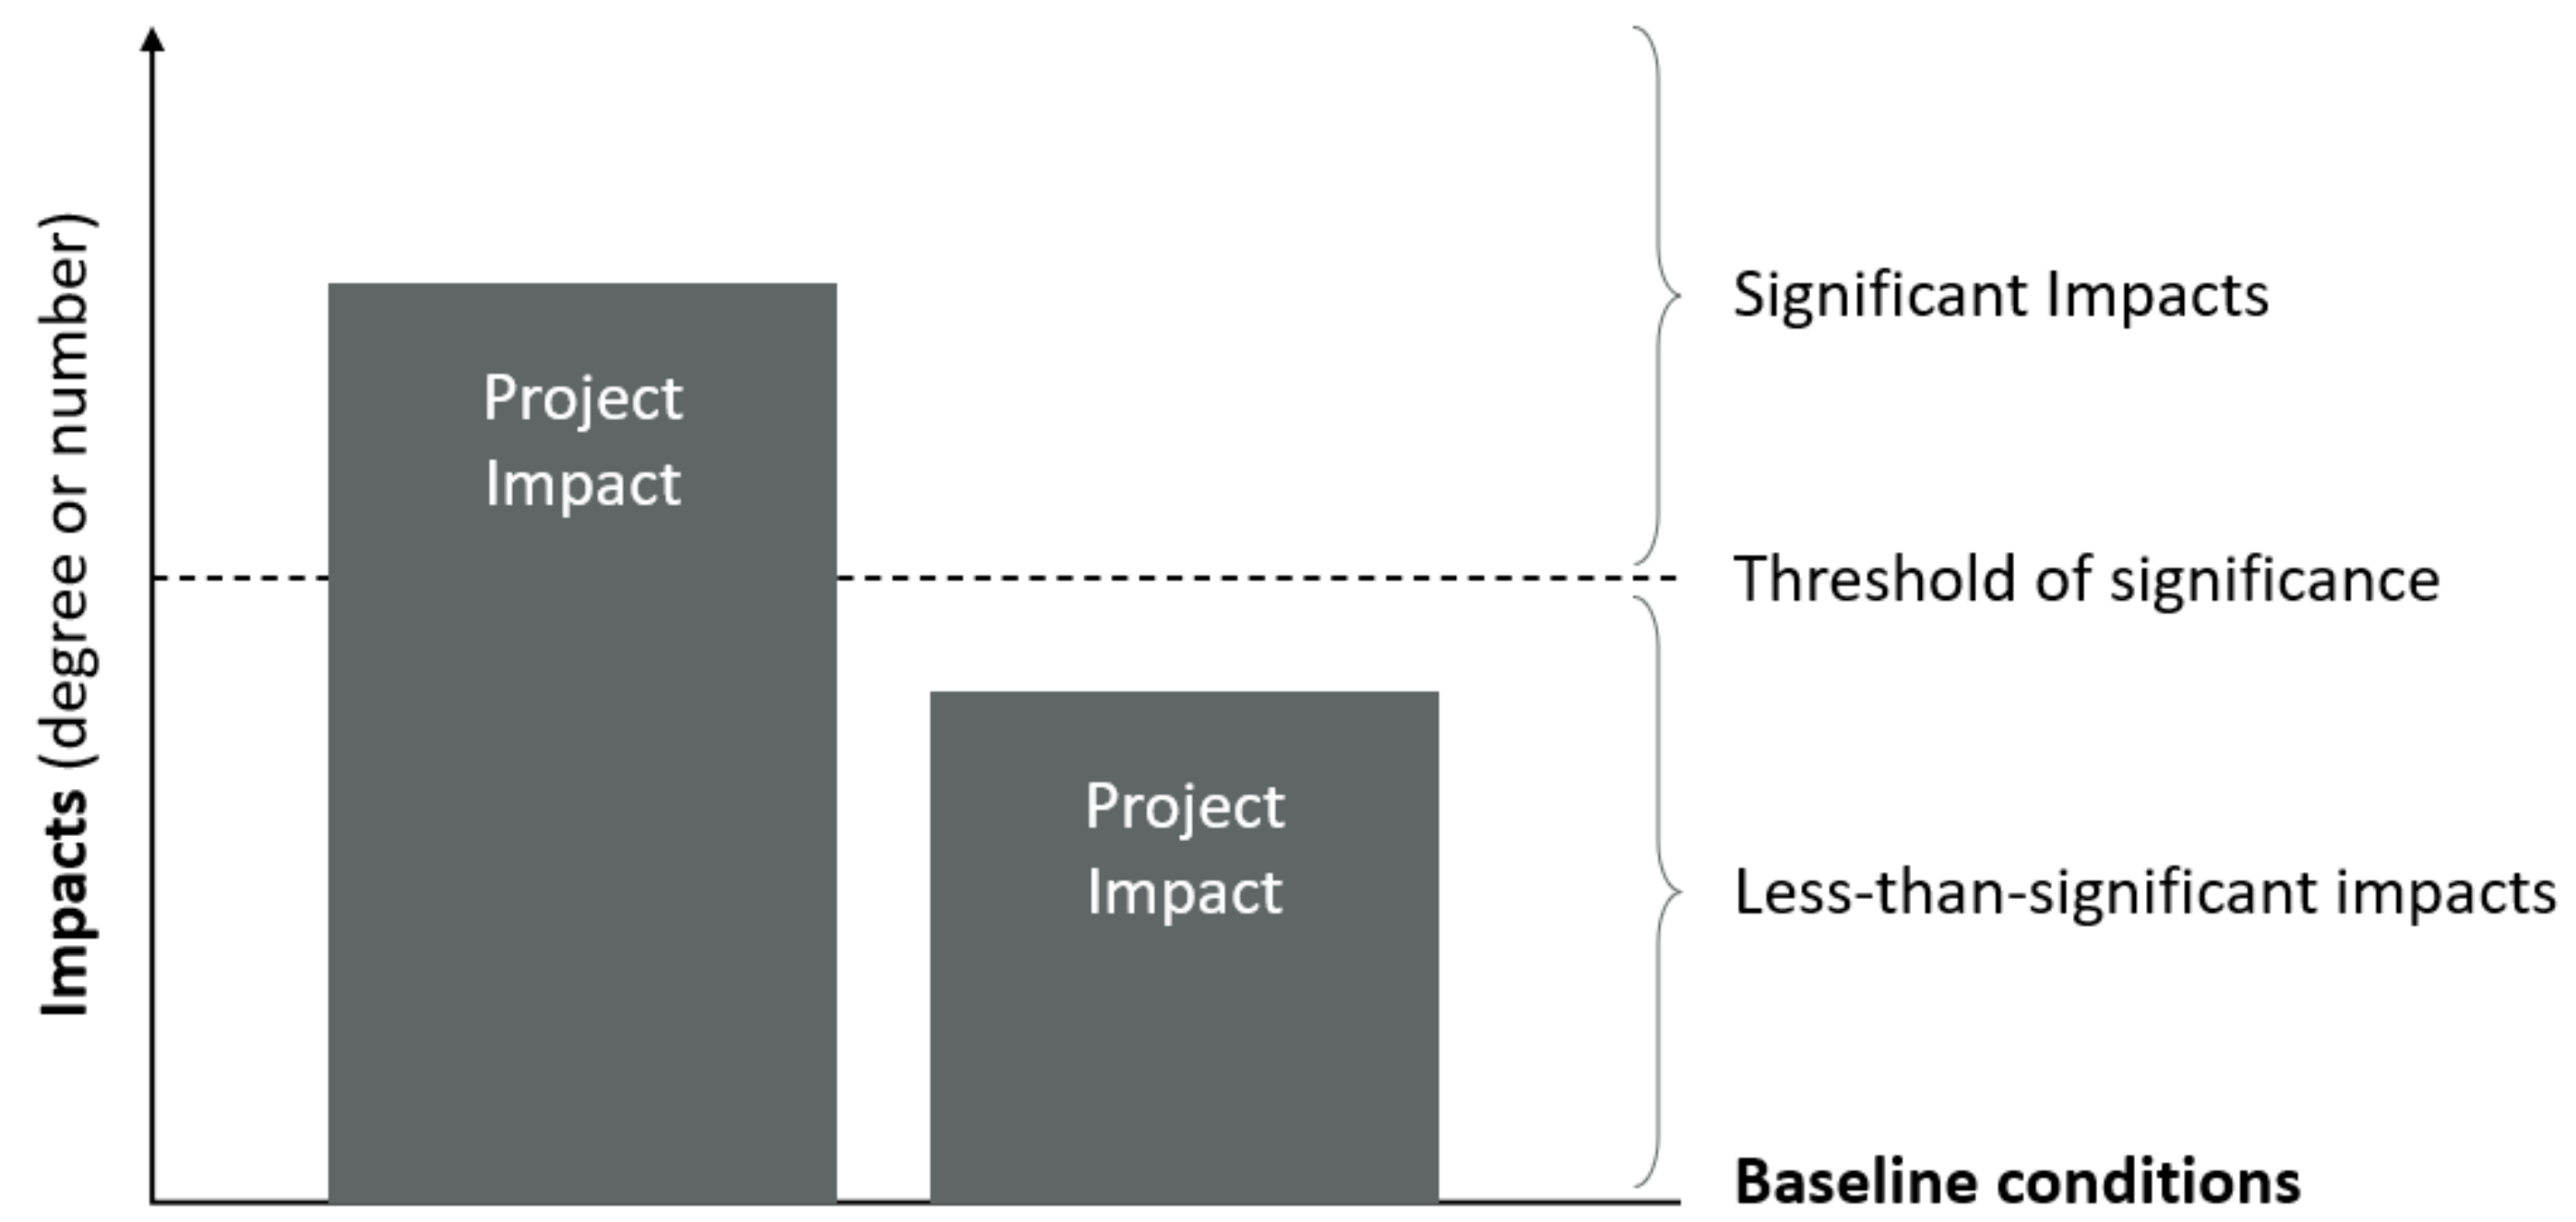 Impacts (degree or number)
Project
Impact
Project
Impact
Significant Impacts
Threshold of significance
Less-than-significant impacts
Baseline conditions